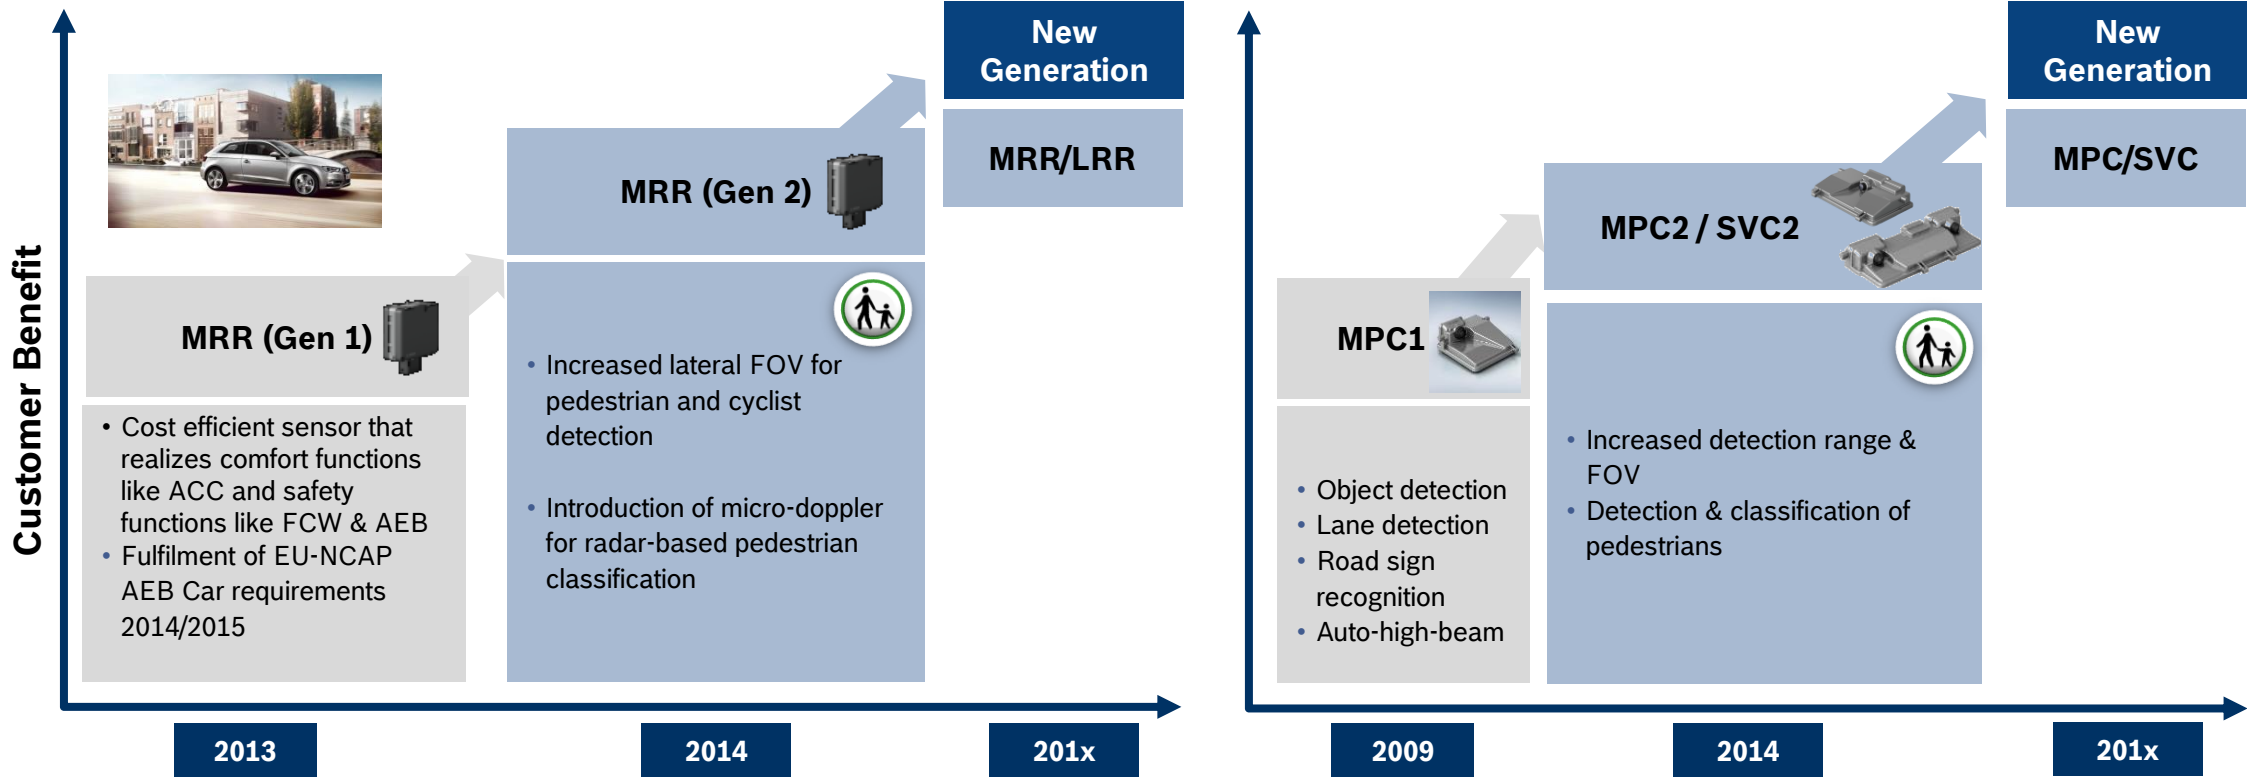 Customer Benefit
MRR (Gen 1)
• Cost efficient sensor that
realizes comfort functions
like ACC and safety
functions like FCW & AEB
• Fulfilment of EU-NCAP
AEB Car requirements
2014/2015
MRR (Gen 2)
• Increased lateral FOV for
pedestrian and cyclist
detection
• Introduction of micro-doppler
for radar-based pedestrian
classification
New
Generation
MRR/LRR
2013
2014
201x
MPC1
• Object detection
• Lane detection
• Road sign
recognition
• Auto-high-beam
MPC2 / SVC2
• Increased detection range &
FOV
• Detection & classification of
pedestrians
New
Generation
MPC/SVC
2009
2014
201x